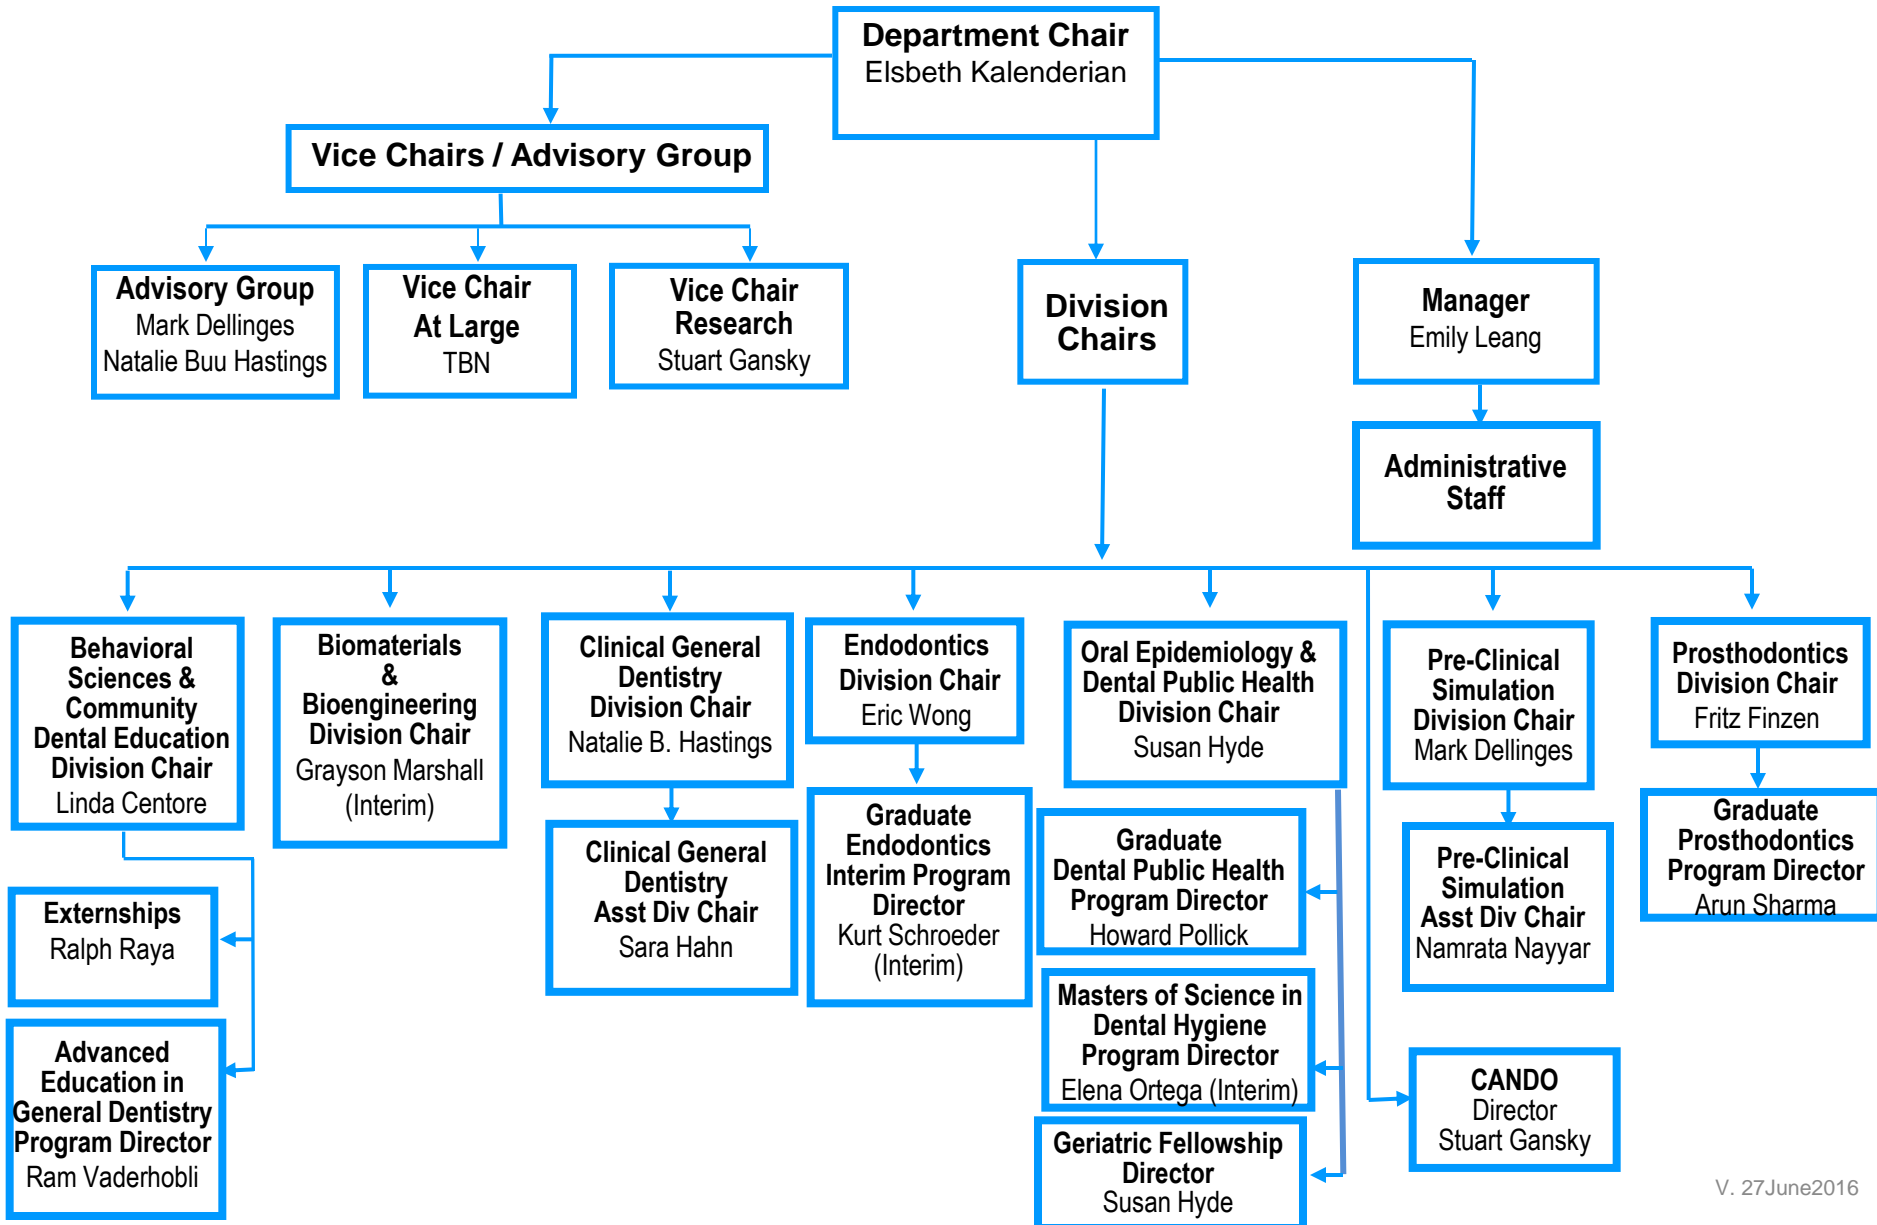 Department Chair
Elsbeth Kalenderian
Vice Chairs / Advisory Group
Advisory Group
Mark Dellinges
Natalie Buu Hastings
Vice Chair
At Large
TBN
Vice Chair
Research
Stuart Gansky
Division
Chairs
Manager
Emily Leang
Administrative
Staff
Behavioral
Sciences &
Community
Dental Education
Division Chair
Linda Centore
Biomaterials
&
Bioengineering
Division Chair
Grayson Marshall
(Interim)
Clinical General
Dentistry
Division Chair
Natalie B. Hastings
Endodontics
Division Chair
Eric Wong
Oral Epidemiology &
Dental Public Health
Division Chair
Susan Hyde
Pre-Clinical
Simulation
Division Chair
Mark Dellinges
Prosthodontics
Division Chair
Fritz Finzen
Externships
Ralph Raya
Advanced
Education in
General Dentistry
Program Director
Ram Vaderhobli
Clinical General
Dentistry
Asst Div Chair
Sara Hahn
Graduate
Endodontics
Interim Program
Director
Kurt Schroeder
(Interim)
Graduate
Dental Public Health
Program Director
Howard Pollick
Masters of Science in
Dental Hygiene
Program Director
Elena Ortega (Interim)
Geriatric Fellowship
Director
Susan Hyde
Pre-Clinical
Simulation
Asst Div Chair
Namrata Nayyar
Graduate
Prosthodontics
Program Director
Arun Sharma
CANDO
Director
Stuart Gansky
V. 27June2016